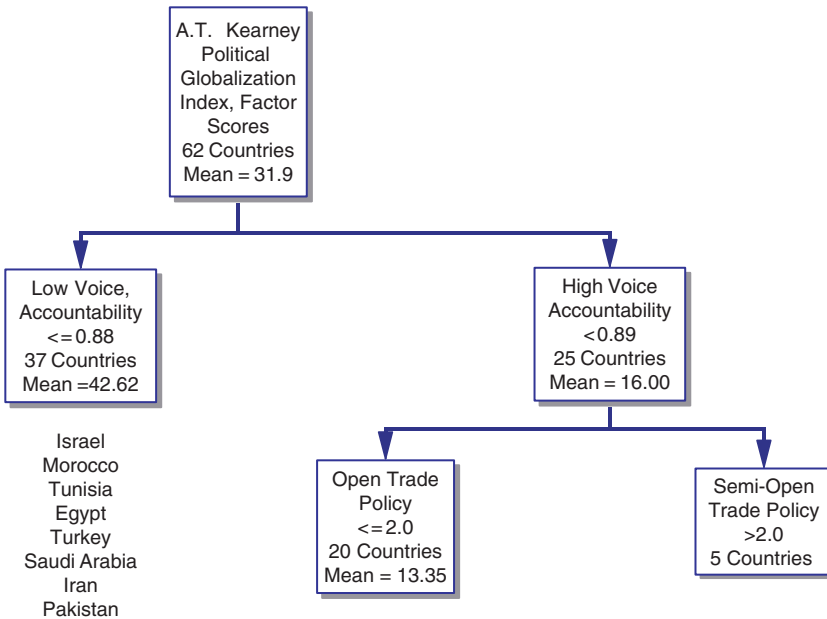 A.T. Kearney
Political
Globalization
Index, Factor
Scores
62 Countries
Mean = 31.9
Low Voice,
Accountability
<=0.88
37 Countries
Mean =42.62
High Voice
Accountability
<0.89
25 Countries
Mean = 16.00
Israel
Morocco
Tunisia
Egypt
Turkey
Saudi Arabia
Iran
Pakistan
Open Trade
Policy
<=2.0
20 Countries
Mean = 13.35
Semi-Open
Trade Policy
>2.0
5 Countries